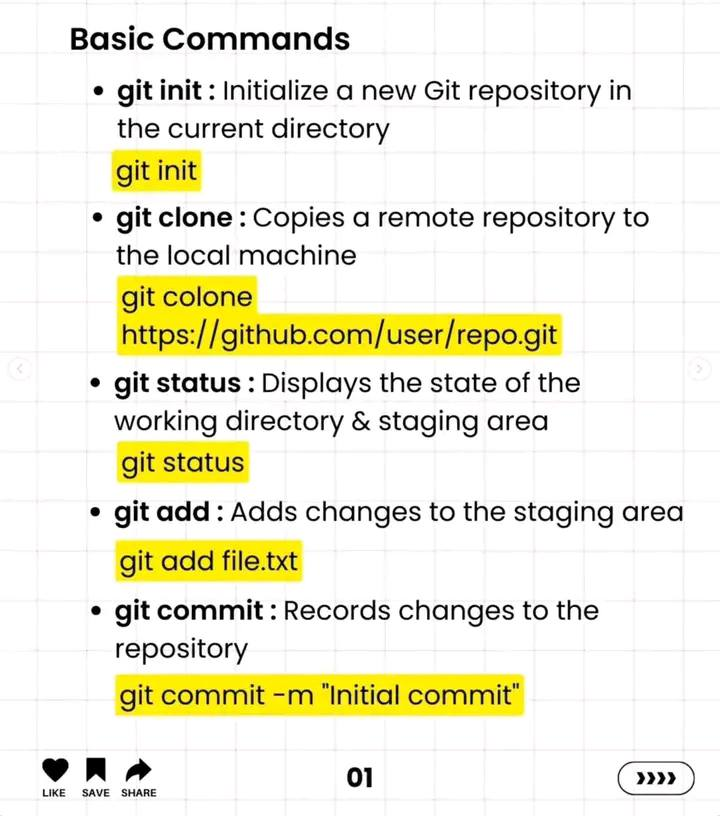 Basic Commands
• git init : Initialize a new Git repository in
the current directory
git init
• git clone : Copies a remote repository to
the local machine
git colone
https://github.com/user/repo.git
• git status : Displays the state of the
working directory & staging area
git status
• git add : Adds changes to the staging area
git add file.txt
• git commit : Records changes to the
repository
git commit -m "Initial commit"
LIKE SAVE SHARE
01